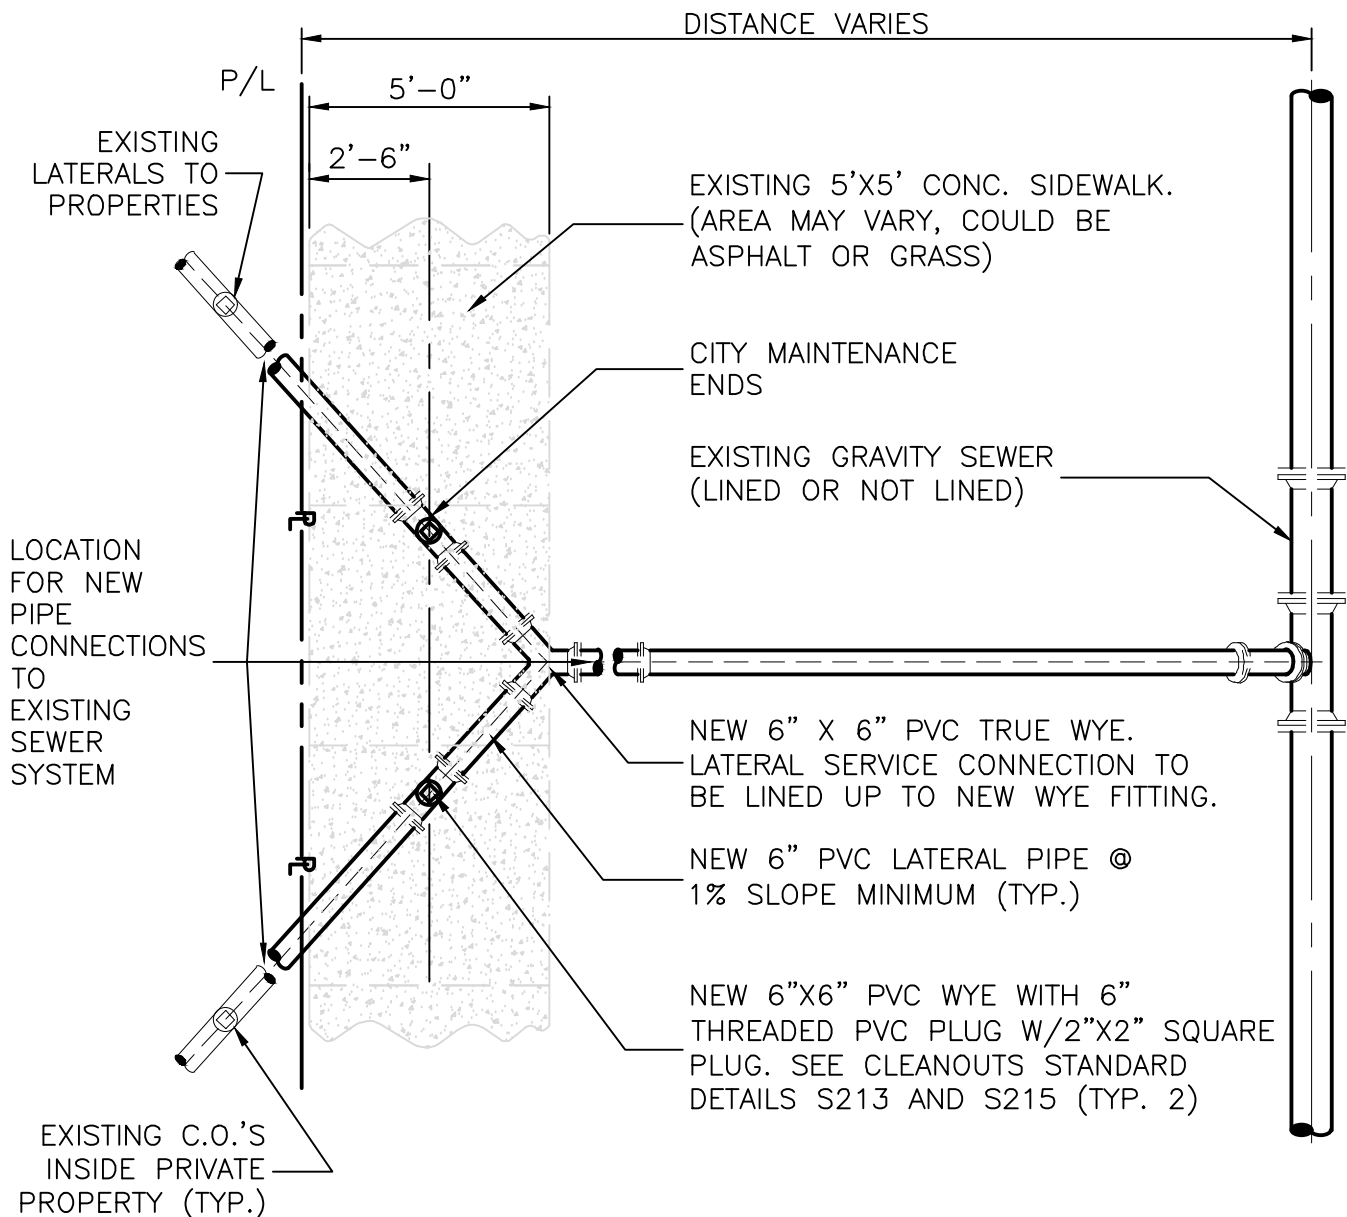 DISTANCE VARIES
P/L
5'-0"
2'-6"
EXISTING
LATERALS TO
PROPERTIES
EXISTING 5'X5' CONC. SIDEWALK.
(AREA MAY VARY, COULD BE
ASPHALT OR GRASS)
CITY MAINTENANCE
ENDS
EXISTING GRAVITY SEWER
(LINED OR NOT LINED)
LOCATION
FOR NEW
PIPE
CONNECTIONS
TO
EXISTING
SEWER
SYSTEM
NEW 6" X 6" PVC TRUE WYE.
LATERAL SERVICE CONNECTION TO
BE LINED UP TO NEW WYE FITTING.
NEW 6" PVC LATERAL PIPE @
1% SLOPE MINIMUM (TYP.)
NEW 6"X6" PVC WYE WITH 6"
THREADED PVC PLUG W/2"X2" SQUARE
PLUG. SEE CLEANOUTS STANDARD
DETAILS S213 AND S215 (TYP. 2)
EXISTING C.O.'S
INSIDE PRIVATE
PROPERTY (TYP.)